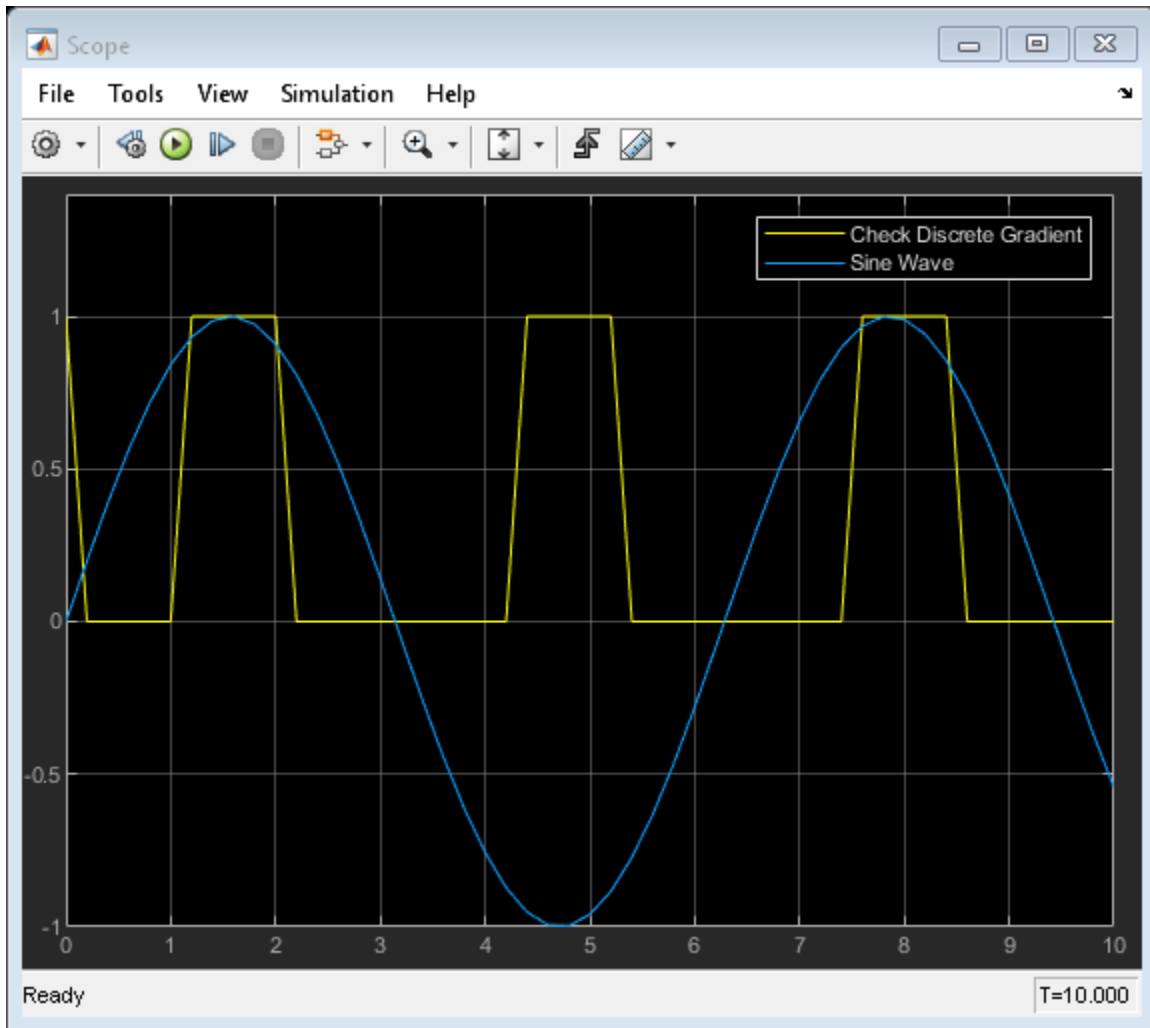 Scope
File Tools View Simulation Help
Check Discrete Gradient
Sine Wave
1
0.5
0
-0.5
-1
0 1 2 3 4 5 6 7 8 9 10
Ready T=10.000